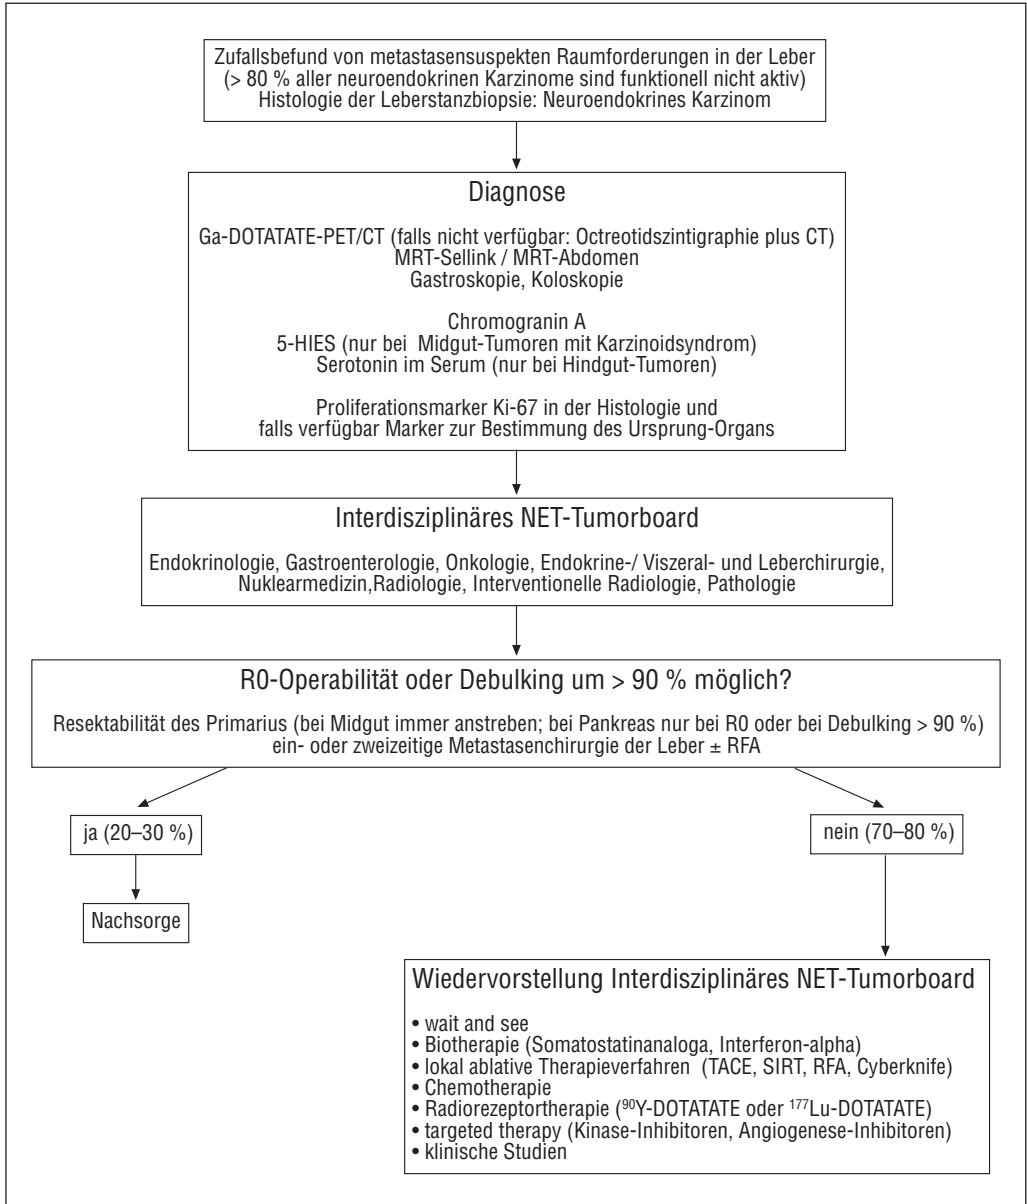 Zufallsbefund von metastasensuspekten Raumforderungen in der Leber
(> 80 % aller neuroendokrinen Karzinome sind funktionell nicht aktiv)
Histologie der Leberstanzbiopsie: Neuroendokrines Karzinom
Diagnose
Ga-DOTATATE-PET/CT (falls nicht verfügbar: Octreotidszintigraphie plus CT)
MRT-Sellink / MRT-Abdomen
Gastroskopie, Koloskopie
Chromogranin A
5-HIES (nur bei Midgut-Tumoren mit Karzinoidsyndrom)
Serotonin im Serum (nur bei Hindgut-Tumoren)
Proliferationsmarker Ki-67 in der Histologie und
falls verfügbar Marker zur Bestimmung des Ursprung-Organs
Interdisziplinäres NET-Tumorboard
Endokrinologie, Gastroenterologie, Onkologie, Endokrine-/ Viszeral- und Leberchirurgie,
Nuklearmedizin,Radiologie, Interventionelle Radiologie, Pathologie
R0-Operabilität oder Debulking um > 90 % möglich?
Resektabilität des Primarius (bei Midgut immer anstreben; bei Pankreas nur bei R0 oder bei Debulking > 90 %)
ein- oder zweizeitige Metastasenchirurgie der Leber ± RFA
ja (20–30 %)
nein (70–80 %)
Nachsorge
Wiedervorstellung Interdisziplinäres NET-Tumorboard
• wait and see
• Biotherapie (Somatostatinanaloga, Interferon-alpha)
• lokal ablative Therapieverfahren (TACE, SIRT, RFA, Cyberknife)
• Chemotherapie
• Radiorezeptortherapie (⁹⁰Y-DOTATATE oder ¹⁷⁷Lu-DOTATATE)
• targeted therapy (Kinase-Inhibitoren, Angiogenese-Inhibitoren)
• klinische Studien